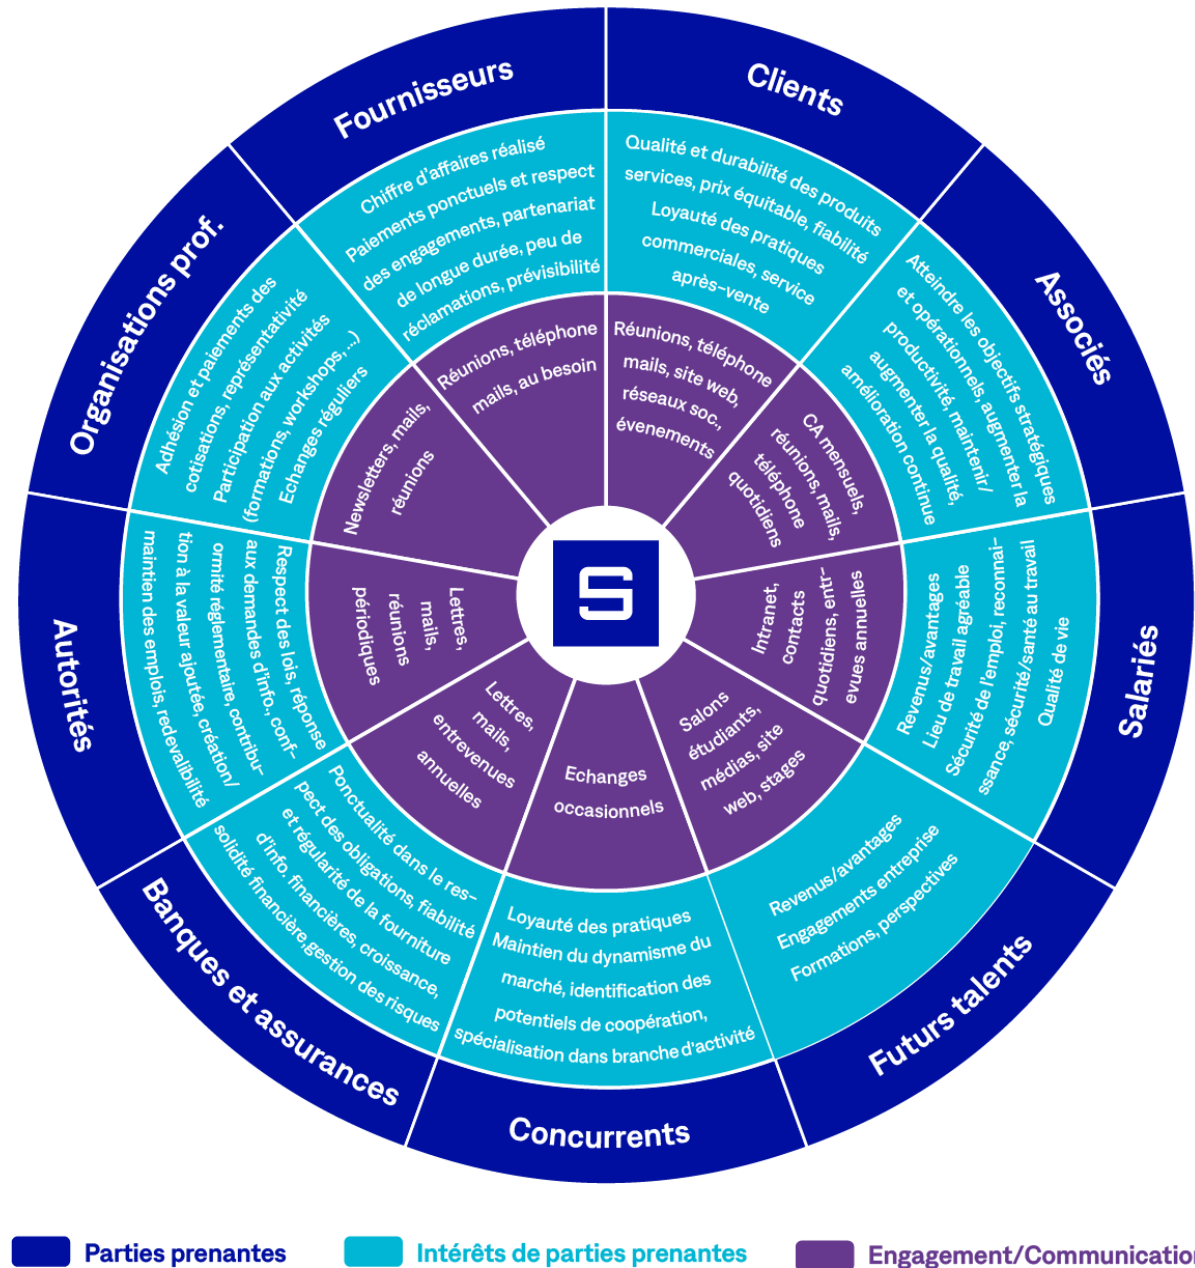 Fournisseurs
Clients
Associés
Salariés
Futurs talents
Concurrents
Banques et assurances
Autorités
Organisations prof.
Chiffre d'affaires réalisé
Paiements ponctuels et respect
des engagements, partenariat
de longue durée, peu de
réclamations, prévisibilité
Qualité et durabilité des produits
services, prix équitable, fiabilité
Loyauté des pratiques
commerciales, service
après-vente
Atteindre les objectifs stratégiques
et opérationnels, augmenter la
productivité, maintenir/
augmenter la qualité,
amélioration continue
Revenus/avantages
Lieu de travail agréable
Sécurité de l'emploi, reconnai-
ssance, sécurité/santé au travail
Qualité de vie
Revenus/avantages
Engagements entreprise
Formations, perspectives
Loyauté des pratiques
Maintien du dynamisme du
marché, identification des
potentiels de coopération,
spécialisation dans branche d'activité
Ponctualité dans le res-
pect des obligations, fiabilité
et régularité de la fourniture
d'info. financières, croissance,
solidité financière,gestion des risques
Respect des lois, réponse
aux demandes d'info., conf-
ormité réglementaire, contribu-
tion à la valeur ajoutée, création/
maintien des emplois, redevalibilité
Adhésion et paiements des
cotisations, représentativité
Participation aux activités
(formations, workshops, ...)
Echanges réguliers
Réunions, téléphone
mails, au besoin
Réunions, téléphone
mails, site web,
réseaux soc.,
évenements
CA mensuels,
réunions, mails,
téléphone
quotidiens
Intranet,
contacts
quotidiens, entr-
evues annuelles
Salons
étudiants,
médias, site
web, stages
Echanges
occasionnels
Lettres,
mails,
entrevenues
annuelles
Lettres,
mails,
réunions
périodiques
Newsletters, mails,
réunions
S
Parties prenantes
Intérêts de parties prenantes
Engagement/Communication